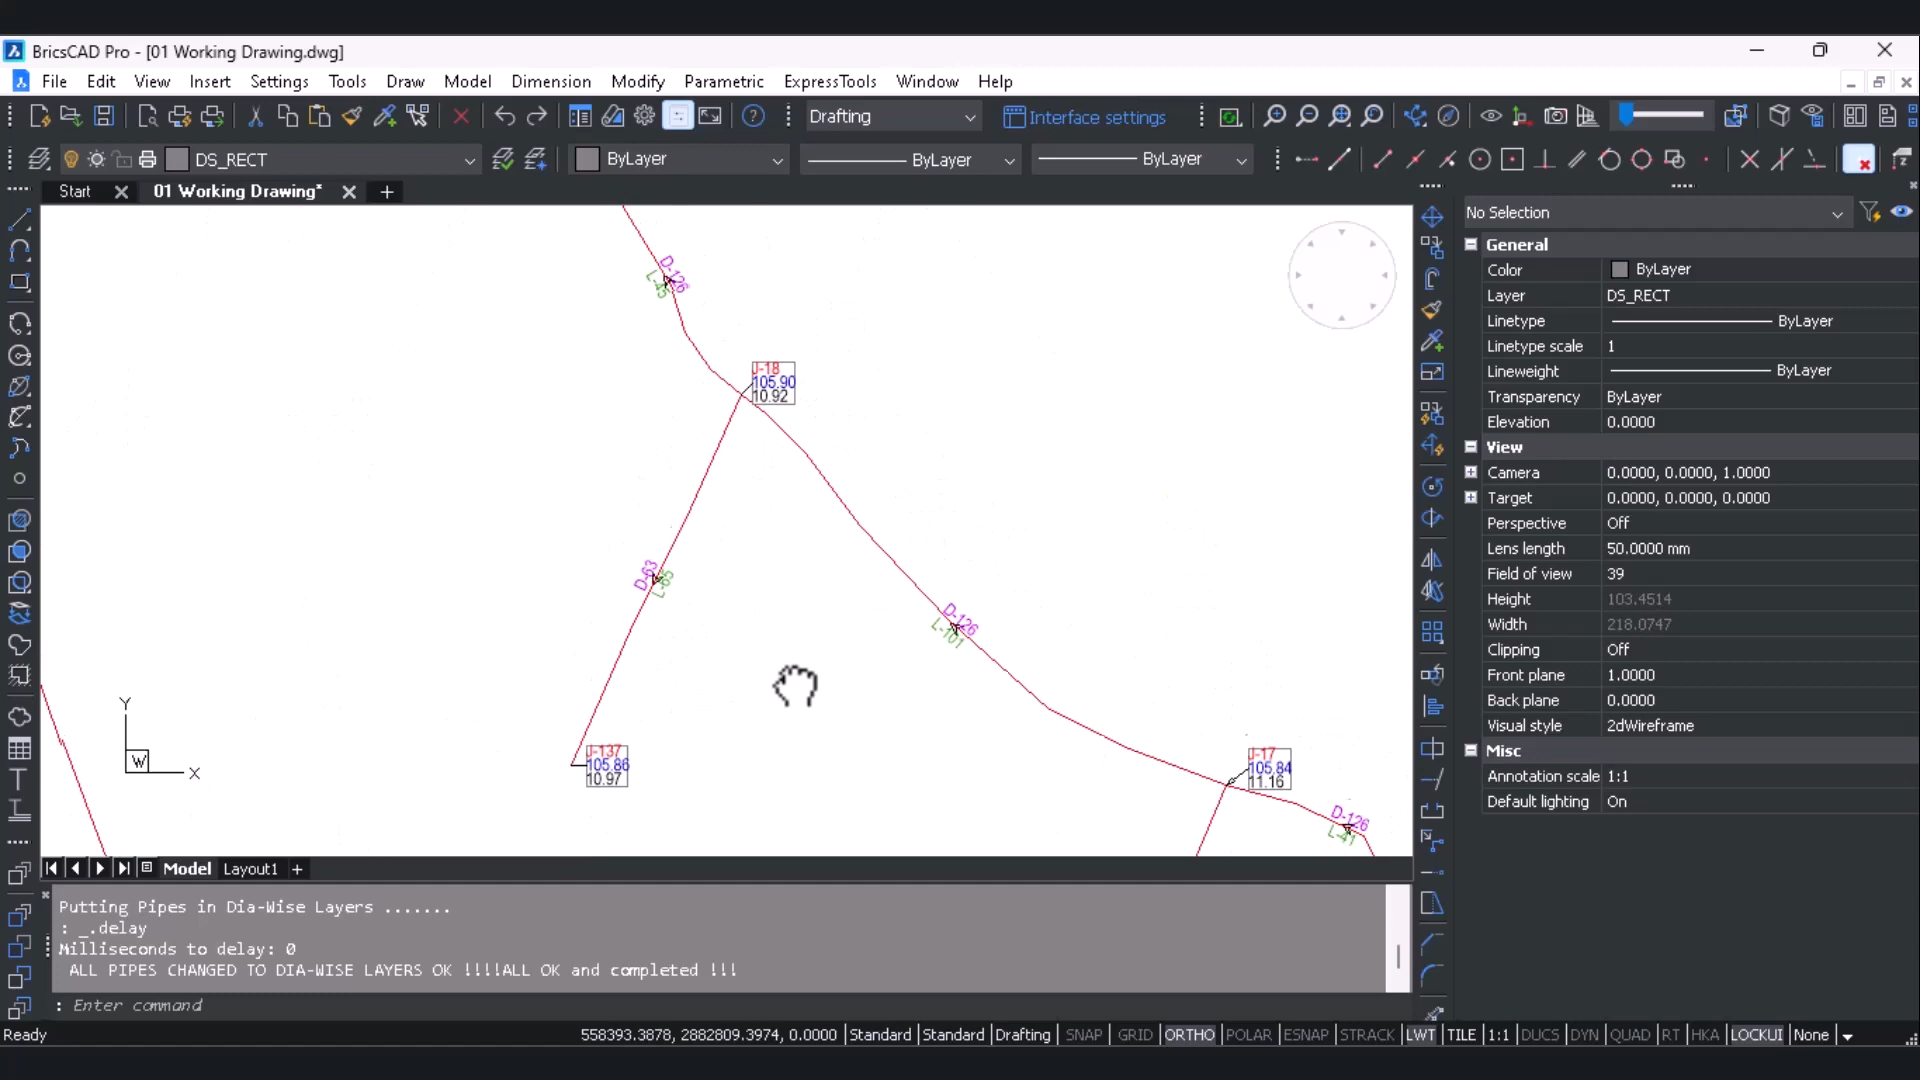 BricsCAD Pro - [01 Working Drawing.dwg]
File Edit View Insert Settings Tools Draw Model Dimension Modify Parametric ExpressTools Window Help
Drafting
Interface settings
DS_RECT
ByLayer
ByLayer
ByLayer
Start
01 Working Drawing*
D-126
L-45
J-18
105.90
10.92
D-63
D-126
L-101
J-137
105.86
10.97
J-17
105.84
11.16
D-126
L-41
Y
W
X
No Selection
General
Color ByLayer
Layer DS_RECT
Linetype ByLayer
Linetype scale 1
Lineweight ByLayer
Transparency ByLayer
Elevation 0.0000
View
Camera 0.0000, 0.0000, 1.0000
Target 0.0000, 0.0000, 0.0000
Perspective Off
Lens length 50.0000 mm
Field of view 39
Height 103.4514
Width 218.0747
Clipping Off
Front plane 1.0000
Back plane 0.0000
Visual style 2dWireframe
Misc
Annotation scale 1:1
Default lighting On
Model Layout1 +
Putting Pipes in Dia-Wise Layers .......
: _.delay
Milliseconds to delay: 0
ALL PIPES CHANGED TO DIA-WISE LAYERS OK !!!!ALL OK and completed !!!
: Enter command
Ready
558393.3878, 2882809.3974, 0.0000 Standard Standard Drafting SNAP GRID ORTHO POLAR ESNAP STRACK LWT TILE 1:1 DUCS DYN QUAD RT HKA LOCKUI None